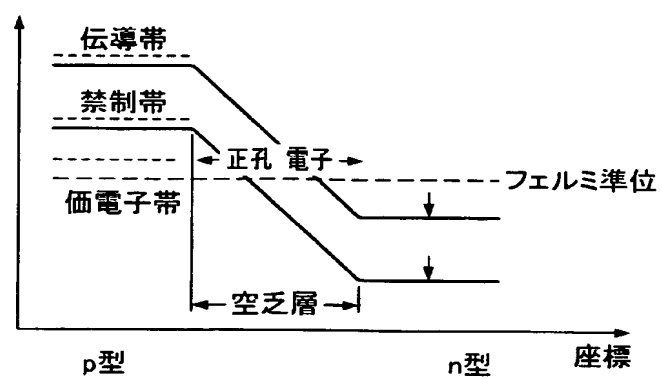 伝導帯
禁制帯
正孔 電子
フェルミ準位
価電子帯
空乏層
p型
n型
座標